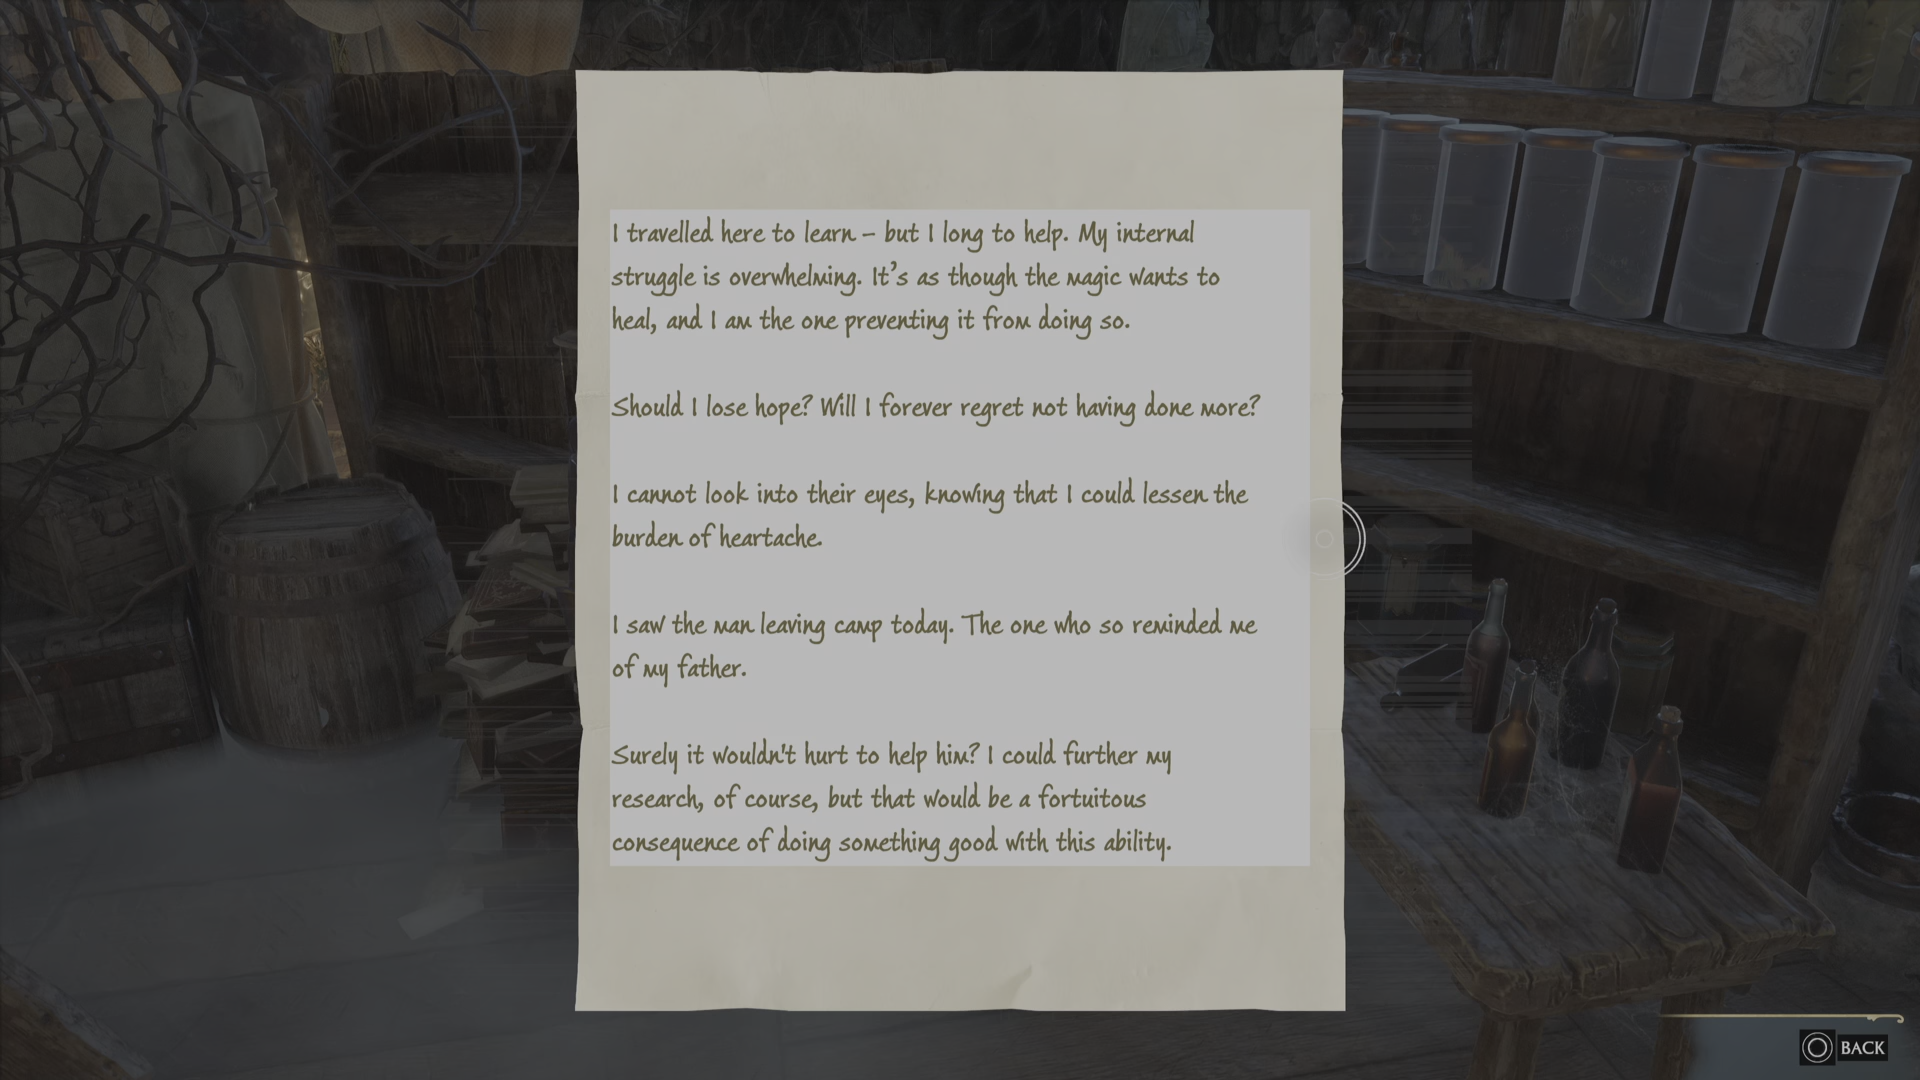 I travelled here to learn – but I long to help. My internal
struggle is overwhelming. It's as though the magic wants to
heal, and I am the one preventing it from doing so.
Should I lose hope? Will I forever regret not having done more?
I cannot look into their eyes, knowing that I could lessen the
burden of heartache.
I saw the man leaving camp today. The one who so reminded me
of my father.
Surely it wouldn't hurt to help him? I could further my
research, of course, but that would be a fortuitous
consequence of doing something good with this ability.
BACK